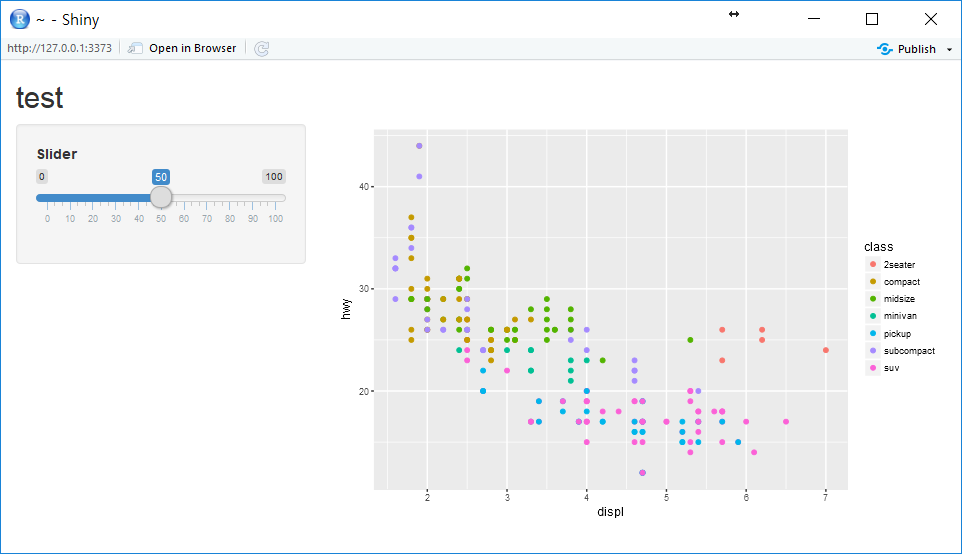 ~ - Shiny
http://127.0.0.1:3373 Open in Browser Publish
test
Slider
0 50 100
0 10 20 30 40 50 60 70 80 90 100
40
30
20
hwy
2 3 4 5 6 7
displ
class
2seater
compact
midsize
minivan
pickup
subcompact
suv